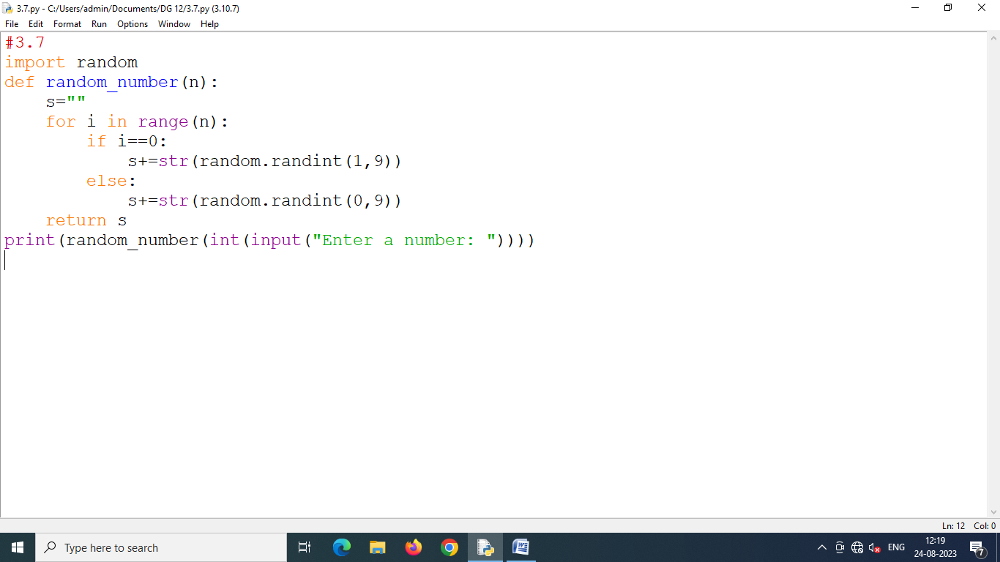 3.7.py - C:/Users/admin/Documents/DG 12/3.7.py (3.10.7)
File Edit Format Run Options Window Help
#3.7
import random
def random_number(n):
    s=""
    for i in range(n):
        if i==0:
            s+=str(random.randint(1,9))
        else:
            s+=str(random.randint(0,9))
    return s
print(random_number(int(input("Enter a number: "))))
Ln: 12 Col: 0
Type here to search
ENG
12:19
24-08-2023
7